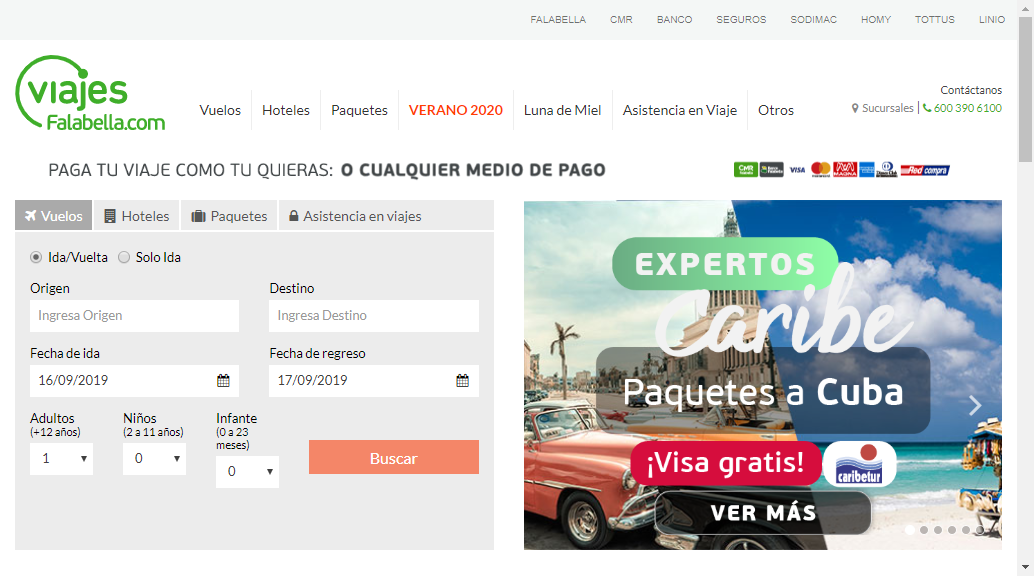 FALABELLA CMR BANCO SEGUROS SODIMAC HOMY TOTTUS LINIO
viajes
Falabella.com
Vuelos Hoteles Paquetes VERANO 2020 Luna de Miel Asistencia en Viaje Otros
Contáctanos
Sucursales | 600 390 6100
PAGA TU VIAJE COMO TU QUIERAS: O CUALQUIER MEDIO DE PAGO
CMR VISA Red compra
Vuelos Hoteles Paquetes Asistencia en viajes
Ida/Vuelta Solo Ida
Origen Destino
Ingresa Origen Ingresa Destino
Fecha de ida Fecha de regreso
16/09/2019 17/09/2019
Adultos Niños Infante
(+12 años) (2 a 11 años) (0 a 23
meses)
1 0 0
Buscar
EXPERTOS
Caribe
Paquetes a Cuba
¡Visa gratis! caribetur
VER MÁS